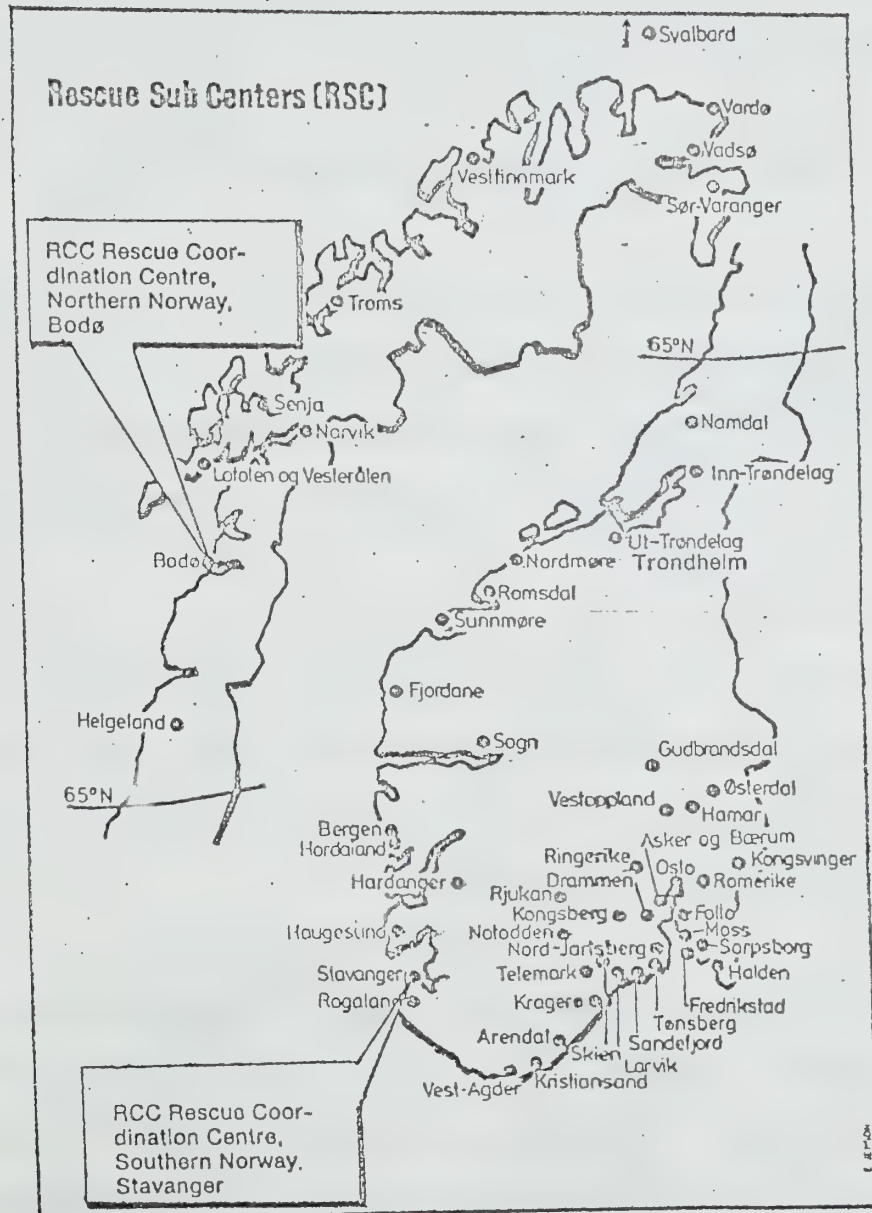 Svalbard
Rescue Sub Centers (RSC)
Vardø
Vadsø
Vestfinnmark
Sør-Varanger
RCC Rescue Coor-
dination Centre,
Northern Norway,
Bodø
Troms
65°N
Senja
Narvik
Namdal
Lofoten og Vesterålen
Inn-Trøndelag
Ut-Trøndelag
Trondheim
Bodø
Nordmøre
Romsdal
Sunnmøre
Fjordane
Helgeland
Sogn
Gudbrandsdal
65°N
Østerdal
Vestoppland
Hamar
Asker og Bærum
Bergen
Hordaland
Ringerike
Oslo
Kongsvinger
Drammen
Romerike
Hardanger
Rjukan
Kongsberg
Follo
Haugesund
Notodden
Moss
Nord-Jarlsberg
Sarpsborg
Stavanger
Telemark
Halden
Rogaland
Kragerø
Fredrikstad
Tønsberg
Arendal
Skien
Sandefjord
Larvik
Vest-Agder
Kristiansand
RCC Rescue Coor-
dination Centre,
Southern Norway,
Stavanger